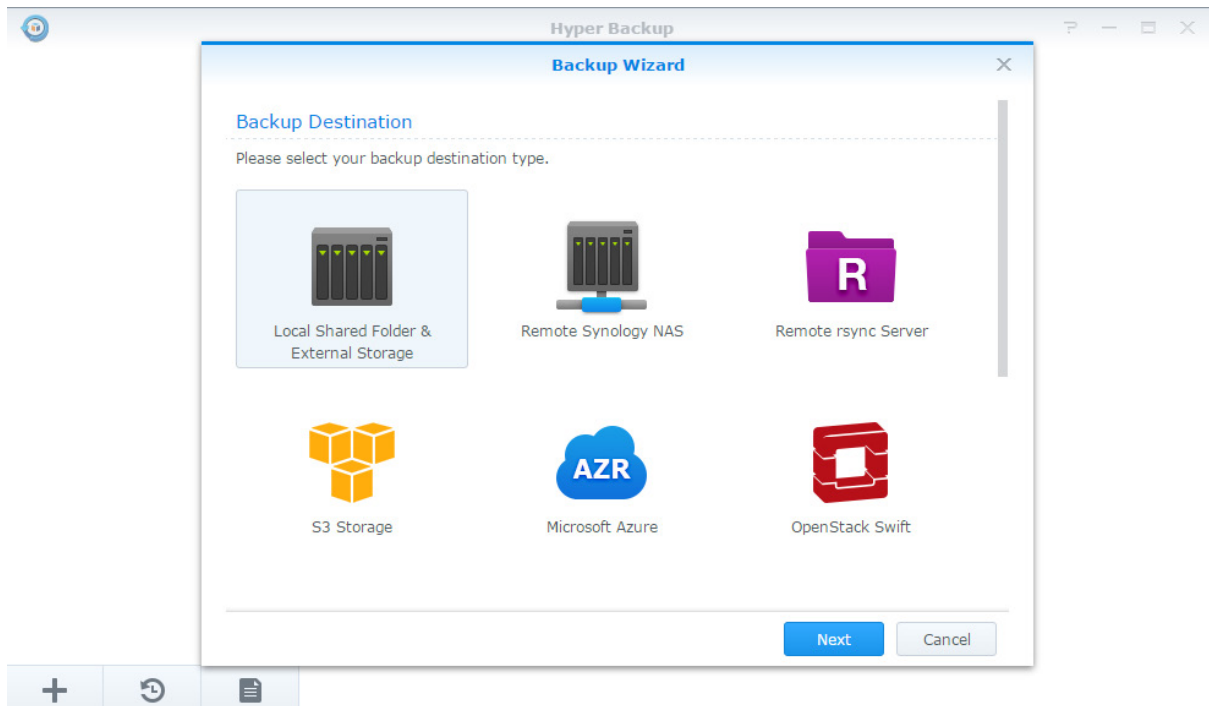 Hyper Backup
Backup Wizard
Backup Destination
Please select your backup destination type.
Local Shared Folder &
External Storage
Remote Synology NAS
R
Remote rsync Server
S3 Storage
AZR
Microsoft Azure
OpenStack Swift
Next
Cancel